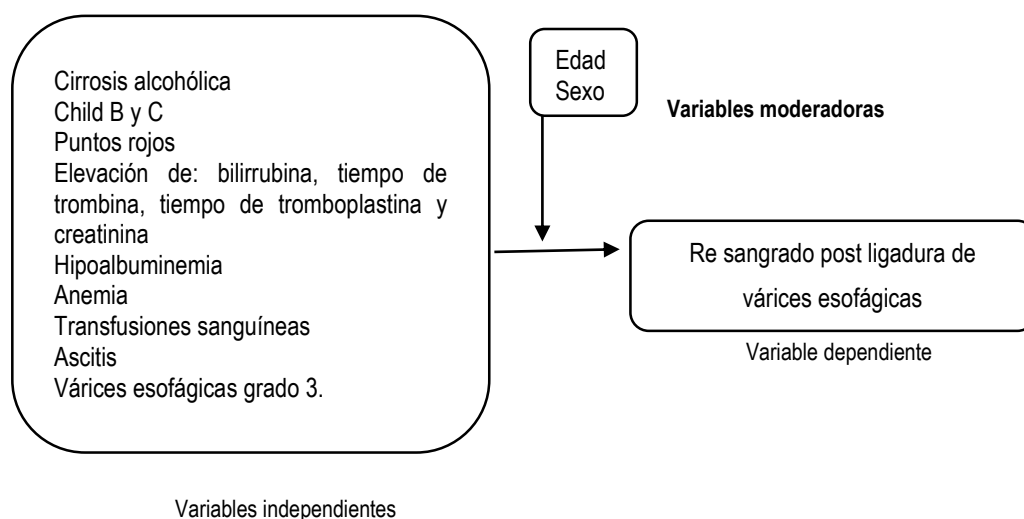 Cirrosis alcohólica
Child B y C
Puntos rojos
Elevación de: bilirrubina, tiempo de
trombina, tiempo de tromboplastina y
creatinina
Hipoalbuminemia
Anemia
Transfusiones sanguíneas
Ascitis
Várices esofágicas grado 3.
Edad
Sexo
Variables moderadoras
Re sangrado post ligadura de
várices esofágicas
Variable dependiente
Variables independientes